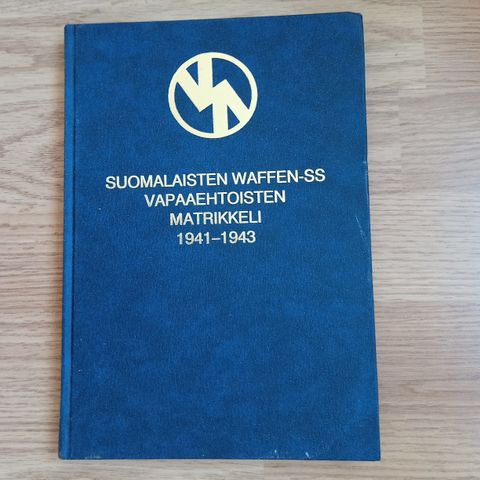 SUOMALAISTEN WAFFEN-SS
VAPAAEHTOISTEN
MATRIKKELI
1941–1943